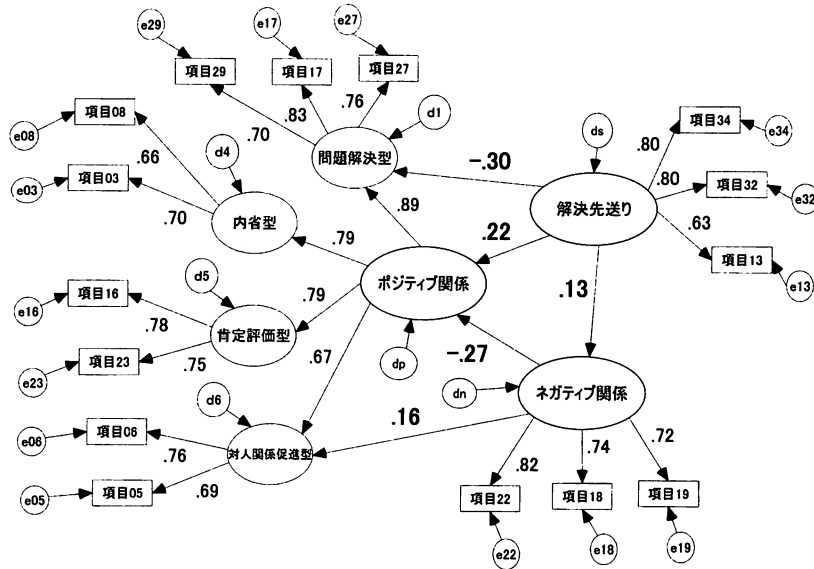 e29
e17
e27
項目29
項目17
項目27
.70
.83
.76
d1
項目08
e08
.66
d4
問題解決型
-.30
ds
.80
項目34
e34
項目03
e03
.70
内省型
.89
解決先送り
.80
項目32
e32
.63
項目13
e13
.79
.22
ポジティブ関係
.13
d5
項目16
e16
.78
肯定評価型
.79
項目23
e23
.75
.67
dp
-.27
dn
ネガティブ関係
d6
項目06
e06
.76
対人関係促進型
.16
項目05
e05
.69
.82
.74
.72
項目22
項目18
項目19
e22
e18
e19